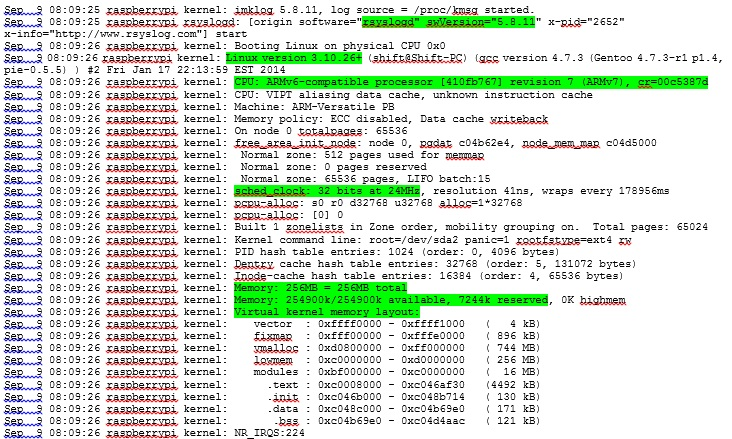 Sep  9 08:09:25 raspberrypi kernel: imklog 5.8.11, log source = /proc/kmsg started.
Sep  9 08:09:26 raspberrypi rsyslogd: [origin software="rsyslogd" swVersion="5.8.11" x-pid="2652"
x-info="http://www.rsyslog.com"] start
Sep  9 08:09:26 raspberrypi kernel: Booting Linux on physical CPU 0x0
Sep  9 08:09:26 raspberrypi kernel: Linux version 3.10.26+ (shift@Shift-PC) (gcc version 4.7.3 (Gentoo 4.7.3-r1 p1.4,
pie-0.5.5) ) #2 Fri Jan 17 22:13:59 EST 2014
Sep  9 08:09:26 raspberrypi kernel: CPU: ARMv6-compatible processor [410fb767] revision 7 (ARMv7), cr=00c5387d
Sep  9 08:09:26 raspberrypi kernel: CPU: VIPT aliasing data cache, unknown instruction cache
Sep  9 08:09:26 raspberrypi kernel: Machine: ARM-Versatile PB
Sep  9 08:09:26 raspberrypi kernel: Memory policy: ECC disabled, Data cache writeback
Sep  9 08:09:26 raspberrypi kernel: On node 0 totalpages: 65536
Sep  9 08:09:26 raspberrypi kernel: free_area_init_node: node 0, pgdat c04b62e4, node_mem_map c04d5000
Sep  9 08:09:26 raspberrypi kernel:   Normal zone: 512 pages used for memmap
Sep  9 08:09:26 raspberrypi kernel:   Normal zone: 0 pages reserved
Sep  9 08:09:26 raspberrypi kernel:   Normal zone: 65536 pages, LIFO batch:15
Sep  9 08:09:26 raspberrypi kernel: sched_clock: 32 bits at 24MHz, resolution 41ns, wraps every 178956ms
Sep  9 08:09:26 raspberrypi kernel: pcpu-alloc: s0 r0 d32768 u32768 alloc=1*32768
Sep  9 08:09:26 raspberrypi kernel: pcpu-alloc: [0] 0
Sep  9 08:09:26 raspberrypi kernel: Built 1 zonelists in Zone order, mobility grouping on.  Total pages: 65024
Sep  9 08:09:26 raspberrypi kernel: Kernel command line: root=/dev/sda2 panic=1 rootfstype=ext4 rw
Sep  9 08:09:26 raspberrypi kernel: PID hash table entries: 1024 (order: 0, 4096 bytes)
Sep  9 08:09:26 raspberrypi kernel: Dentry cache hash table entries: 32768 (order: 5, 131072 bytes)
Sep  9 08:09:26 raspberrypi kernel: Inode-cache hash table entries: 16384 (order: 4, 65536 bytes)
Sep  9 08:09:26 raspberrypi kernel: Memory: 256MB = 256MB total
Sep  9 08:09:26 raspberrypi kernel: Memory: 254900k/254900k available, 7244k reserved, 0K highmem
Sep  9 08:09:26 raspberrypi kernel: Virtual kernel memory layout:
Sep  9 08:09:26 raspberrypi kernel:     vector  : 0xffff0000 - 0xffff1000   (   4 kB)
Sep  9 08:09:26 raspberrypi kernel:     fixmap  : 0xfff00000 - 0xfffe0000   ( 896 kB)
Sep  9 08:09:26 raspberrypi kernel:     vmalloc : 0xd0800000 - 0xff000000   ( 744 MB)
Sep  9 08:09:26 raspberrypi kernel:     lowmem  : 0xc0000000 - 0xd0000000   ( 256 MB)
Sep  9 08:09:26 raspberrypi kernel:     modules : 0xbf000000 - 0xc0000000   (  16 MB)
Sep  9 08:09:26 raspberrypi kernel:       .text : 0xc0008000 - 0xc046af30   (4492 kB)
Sep  9 08:09:26 raspberrypi kernel:       .init : 0xc046b000 - 0xc048b714   ( 130 kB)
Sep  9 08:09:26 raspberrypi kernel:       .data : 0xc048c000 - 0xc04b69e0   ( 171 kB)
Sep  9 08:09:26 raspberrypi kernel:        .bss : 0xc04b69e0 - 0xc04d4aac   ( 121 kB)
Sep  9 08:09:26 raspberrypi kernel: NR_IRQS:224